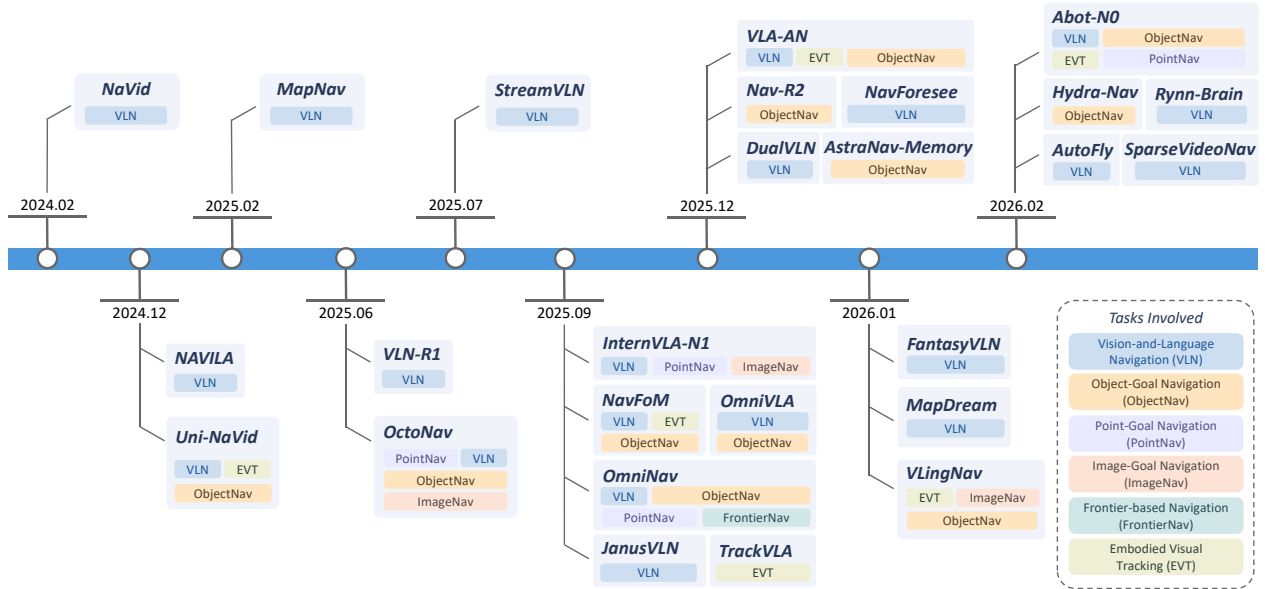 NaVid
VLN
2024.02
MapNav
VLN
2025.02
StreamVLN
VLN
2025.07
VLA-AN
VLN EVT ObjectNav
Nav-R2
ObjectNav
NavForesee
VLN
DualVLN
VLN
AstraNav-Memory
ObjectNav
2025.12
Abot-N0
VLN ObjectNav
EVT PointNav
Hydra-Nav
ObjectNav
Rynn-Brain
VLN
AutoFly
VLN
SparseVideoNav
VLN
2026.02
2024.12
NAVILA
VLN
Uni-NaVid
VLN EVT
ObjectNav
2025.06
VLN-R1
VLN
OctoNav
PointNav VLN
ObjectNav
ImageNav
2025.09
InternVLA-N1
VLN PointNav ImageNav
NavFoM
VLN EVT
ObjectNav
OmniVLA
VLN
ObjectNav
OmniNav
VLN ObjectNav
PointNav FrontierNav
JanusVLN
VLN
TrackVLA
EVT
2026.01
FantasyVLN
VLN
MapDream
VLN
VLingNav
EVT ImageNav
ObjectNav
Tasks Involved
Vision-and-Language
Navigation (VLN)
Object-Goal Navigation
(ObjectNav)
Point-Goal Navigation
(PointNav)
Image-Goal Navigation
(ImageNav)
Frontier-based Navigation
(FrontierNav)
Embodied Visual
Tracking (EVT)